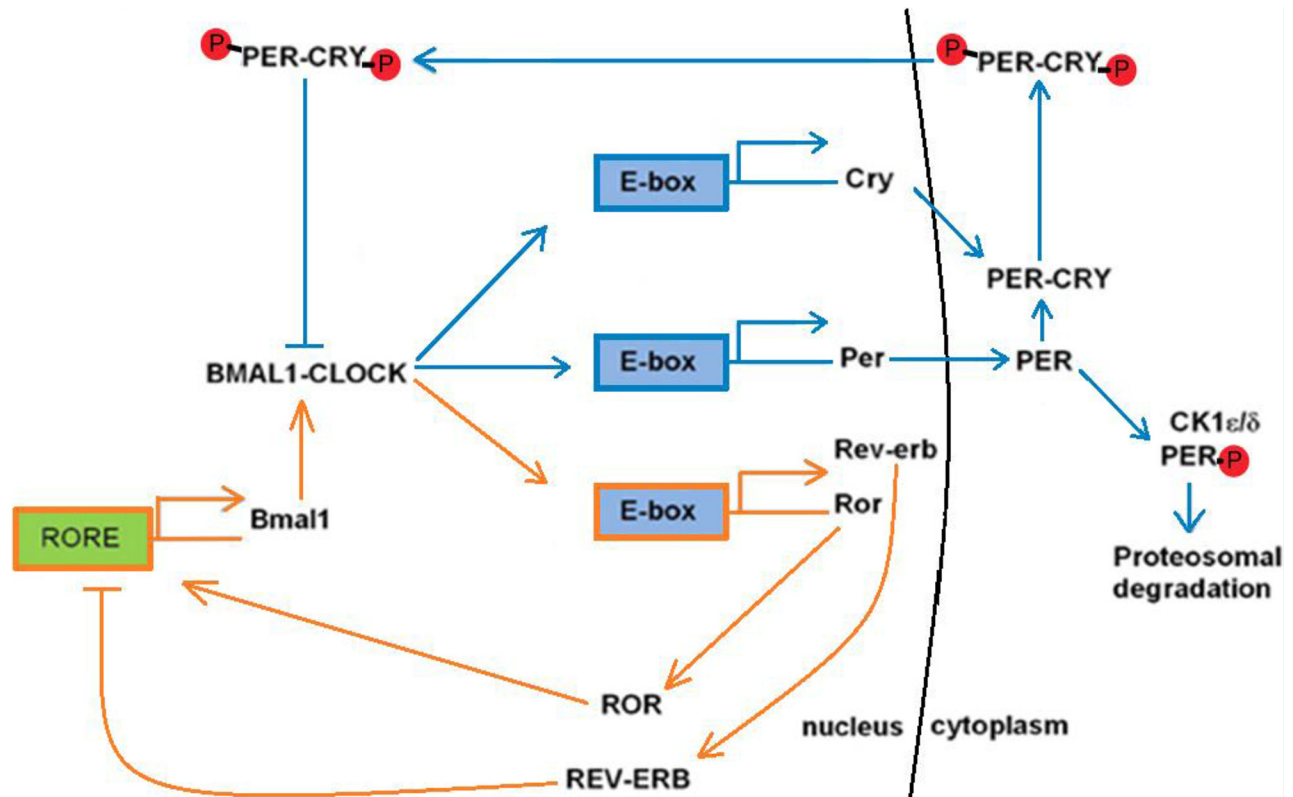 P PER-CRY P
P PER-CRY P
E-box Cry
PER-CRY
BMAL1-CLOCK
E-box Per PER
CK1ε/δ
PER P
Rev-erb
E-box Ror
RORE Bmal1
Proteosomal
degradation
ROR
nucleus cytoplasm
REV-ERB